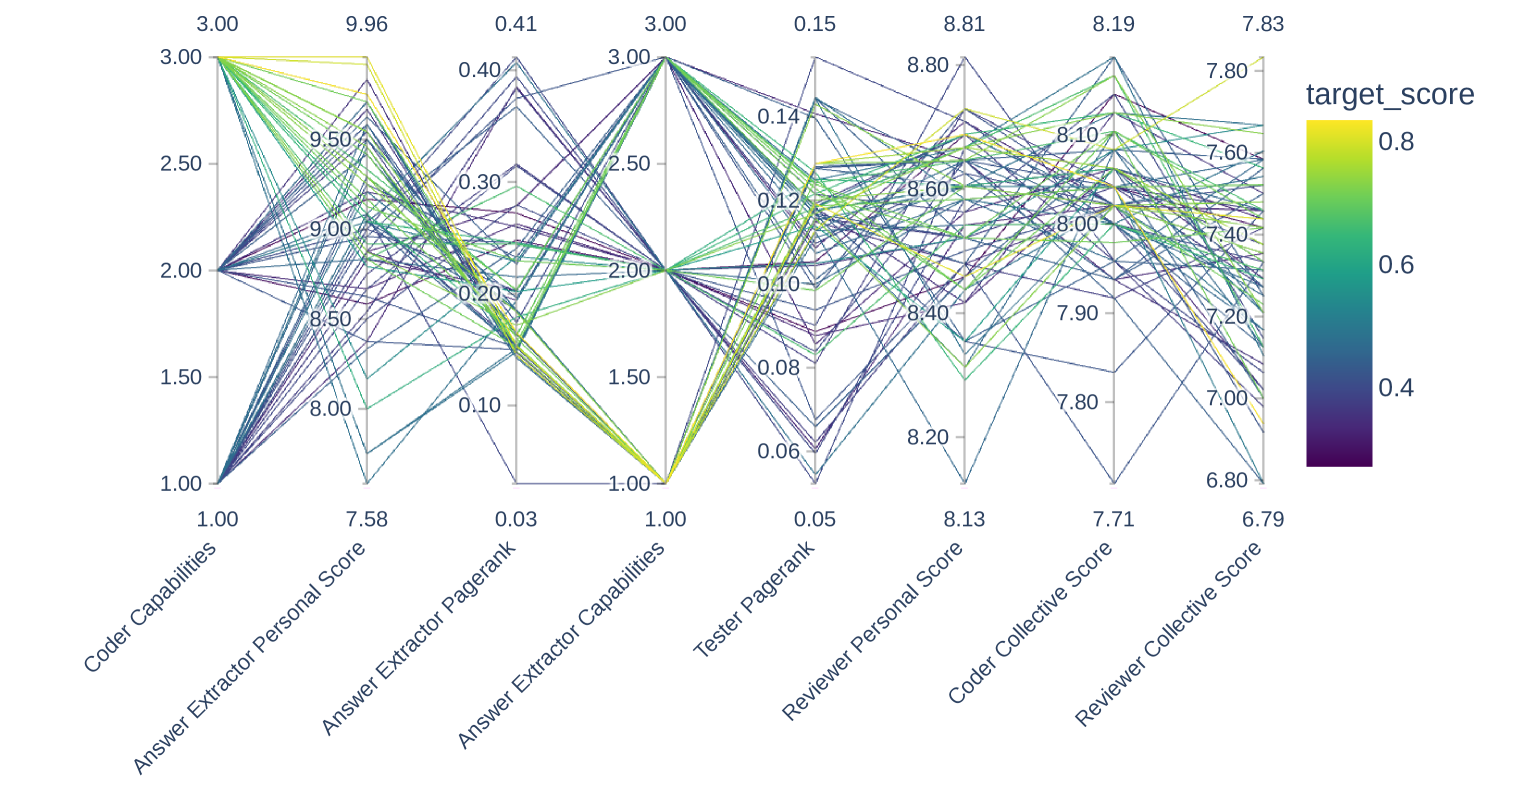 3.00 9.96 0.41 3.00 0.15 8.81 8.19 7.83
3.00 2.50 2.00 1.50 1.00
9.50 9.00 8.50 8.00
0.40 0.30 0.20 0.10
3.00 2.50 2.00 1.50 1.00
0.14 0.12 0.10 0.08 0.06
8.80 8.60 8.40 8.20
8.10 8.00 7.90 7.80
7.80 7.60 7.40 7.20 7.00 6.80
1.00 7.58 0.03 1.00 0.05 8.13 7.71 6.79
Coder Capabilities
Answer Extractor Personal Score
Answer Extractor Pagerank
Answer Extractor Capabilities
Tester Pagerank
Reviewer Personal Score
Coder Collective Score
Reviewer Collective Score
target_score
0.8
0.6
0.4